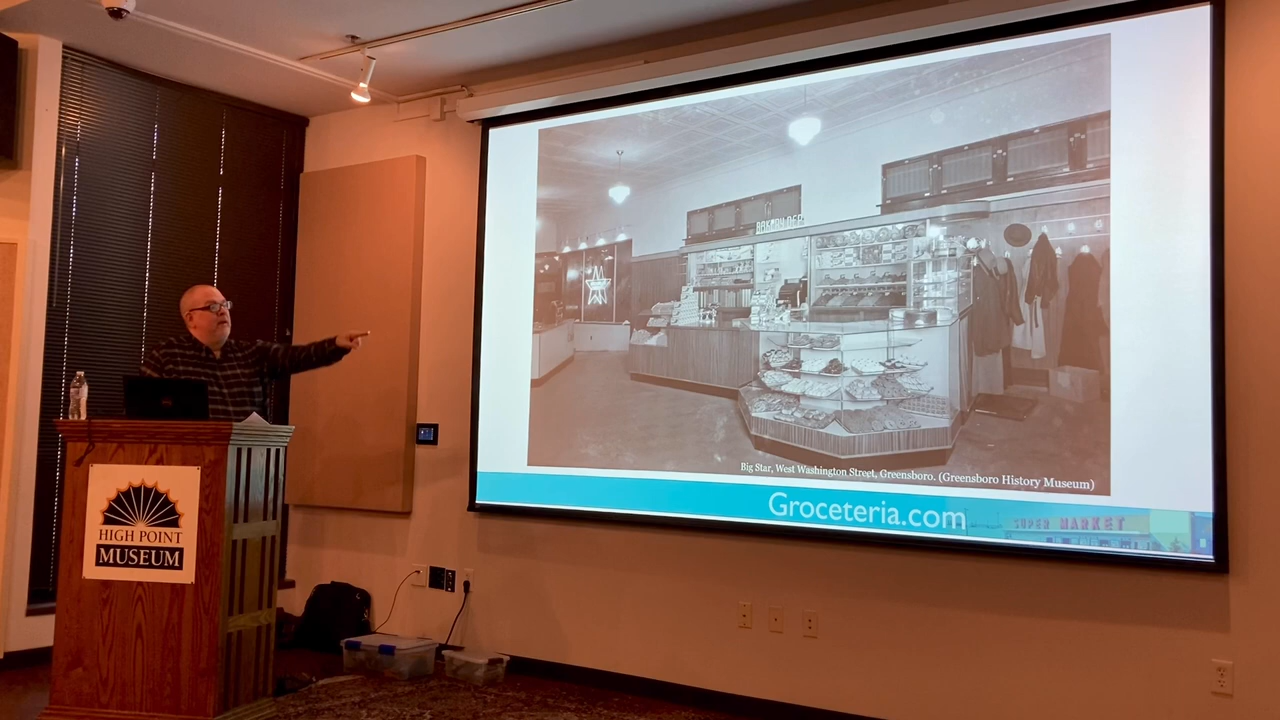 BAKERY DEP
Big Star, West Washington Street, Greensboro. (Greensboro History Museum)
Groceteria.com
SUPER MARKET
HIGH POINT
MUSEUM